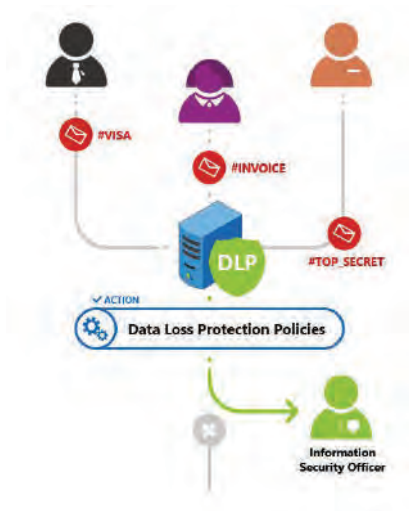 #VISA
#INVOICE
#TOP_SECRET
DLP
ACTION
Data Loss Protection Policies
Information
Security Officer